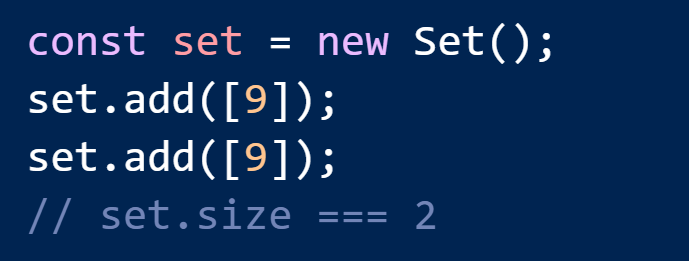 const set = new Set();
set.add([9]);
set.add([9]);
// set.size === 2